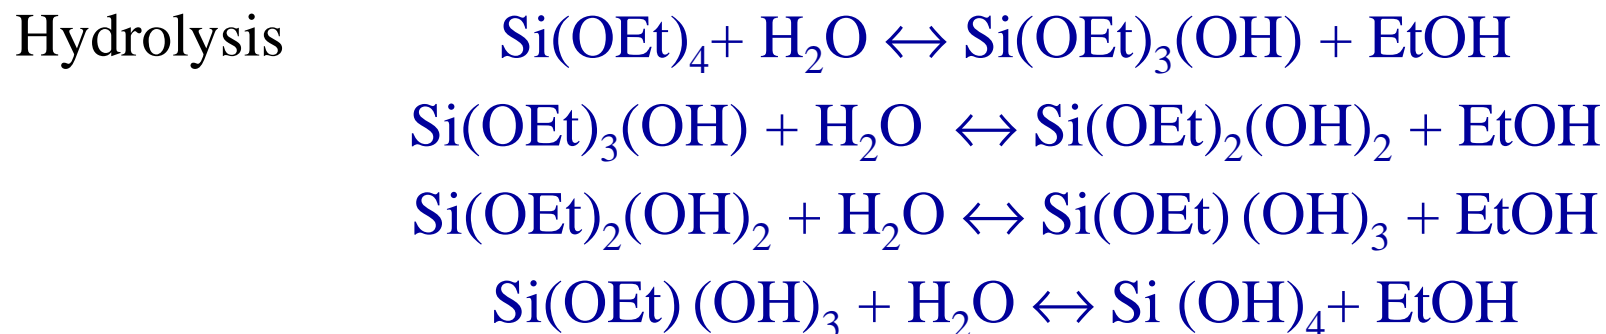 Hydrolysis Si(OEt)₄+ H₂O ↔ Si(OEt)₃(OH) + EtOH
Si(OEt)₃(OH) + H₂O ↔ Si(OEt)₂(OH)₂ + EtOH
Si(OEt)₂(OH)₂ + H₂O ↔ Si(OEt) (OH)₃ + EtOH
Si(OEt) (OH)₃ + H₂O ↔ Si (OH)₄+ EtOH